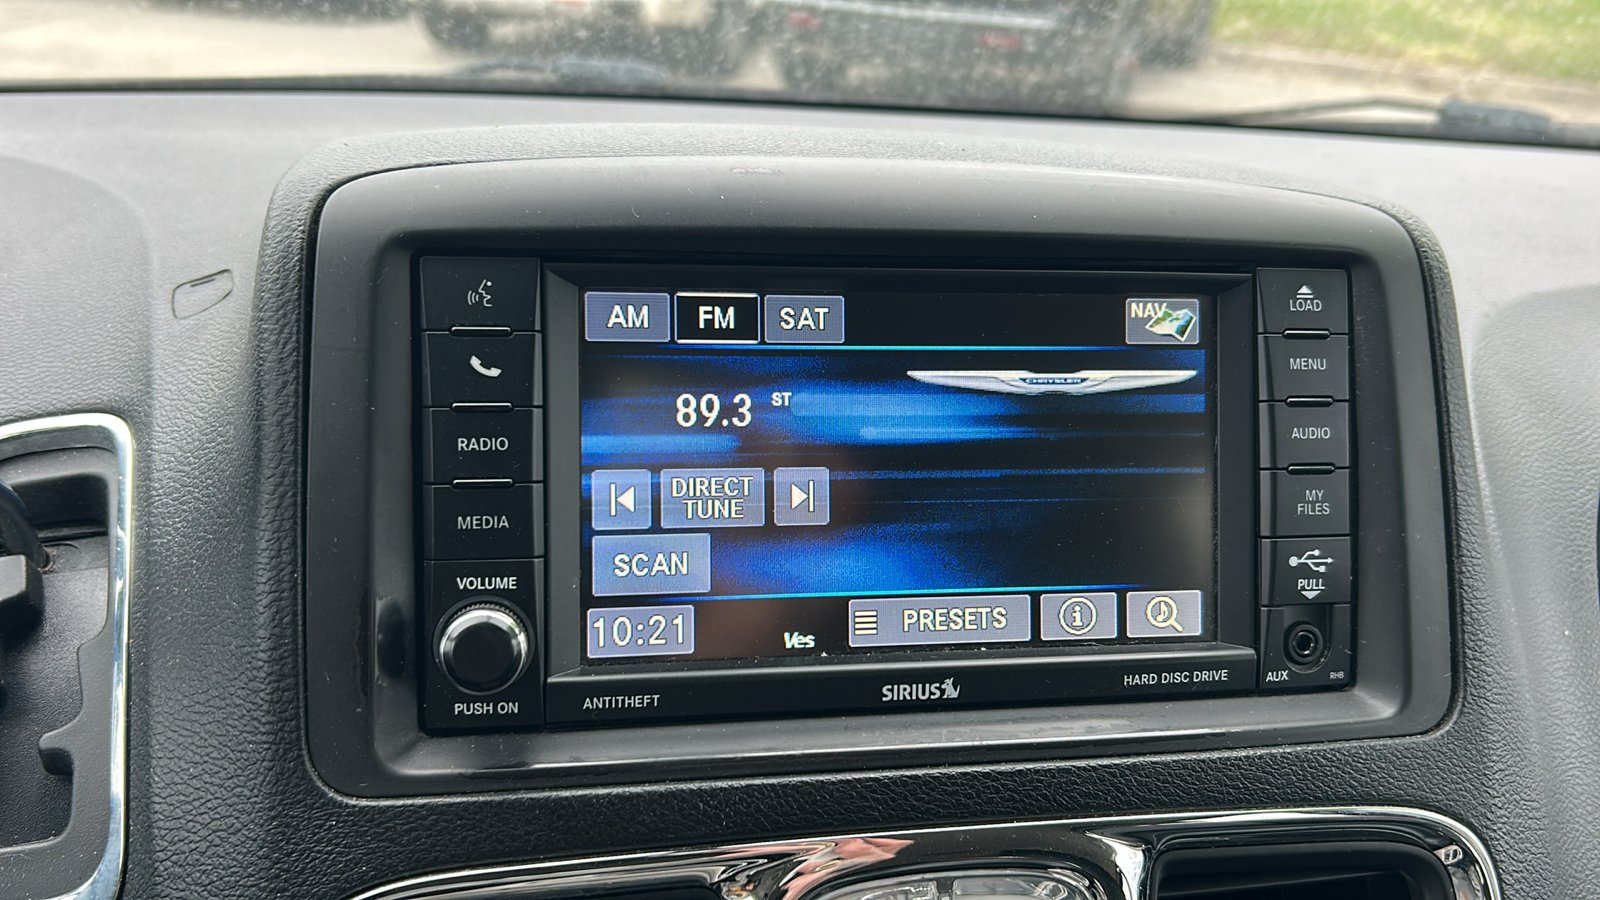 AM
FM
SAT
NAV
CHRYSLER
89.3 ST
DIRECT
TUNE
SCAN
10:21
Ves
PRESETS
i
RADIO
MEDIA
VOLUME
PUSH ON
LOAD
MENU
AUDIO
MY
FILES
PULL
AUX
RHB
ANTITHEFT
SIRIUS
HARD DISC DRIVE